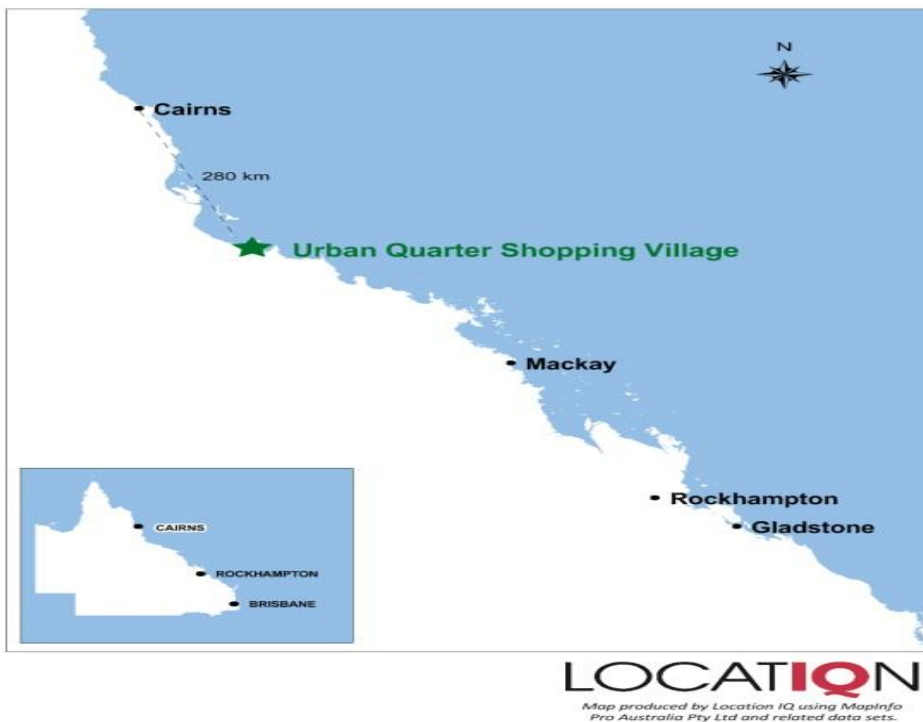 N
Cairns
280 km
Urban Quarter Shopping Village
Mackay
Rockhampton
Gladstone
CAIRNS
ROCKHAMPTON
BRISBANE
LOCATIQN
Map produced by Location IQ using MapInfo
Pro Australia Pty Ltd and related data sets.